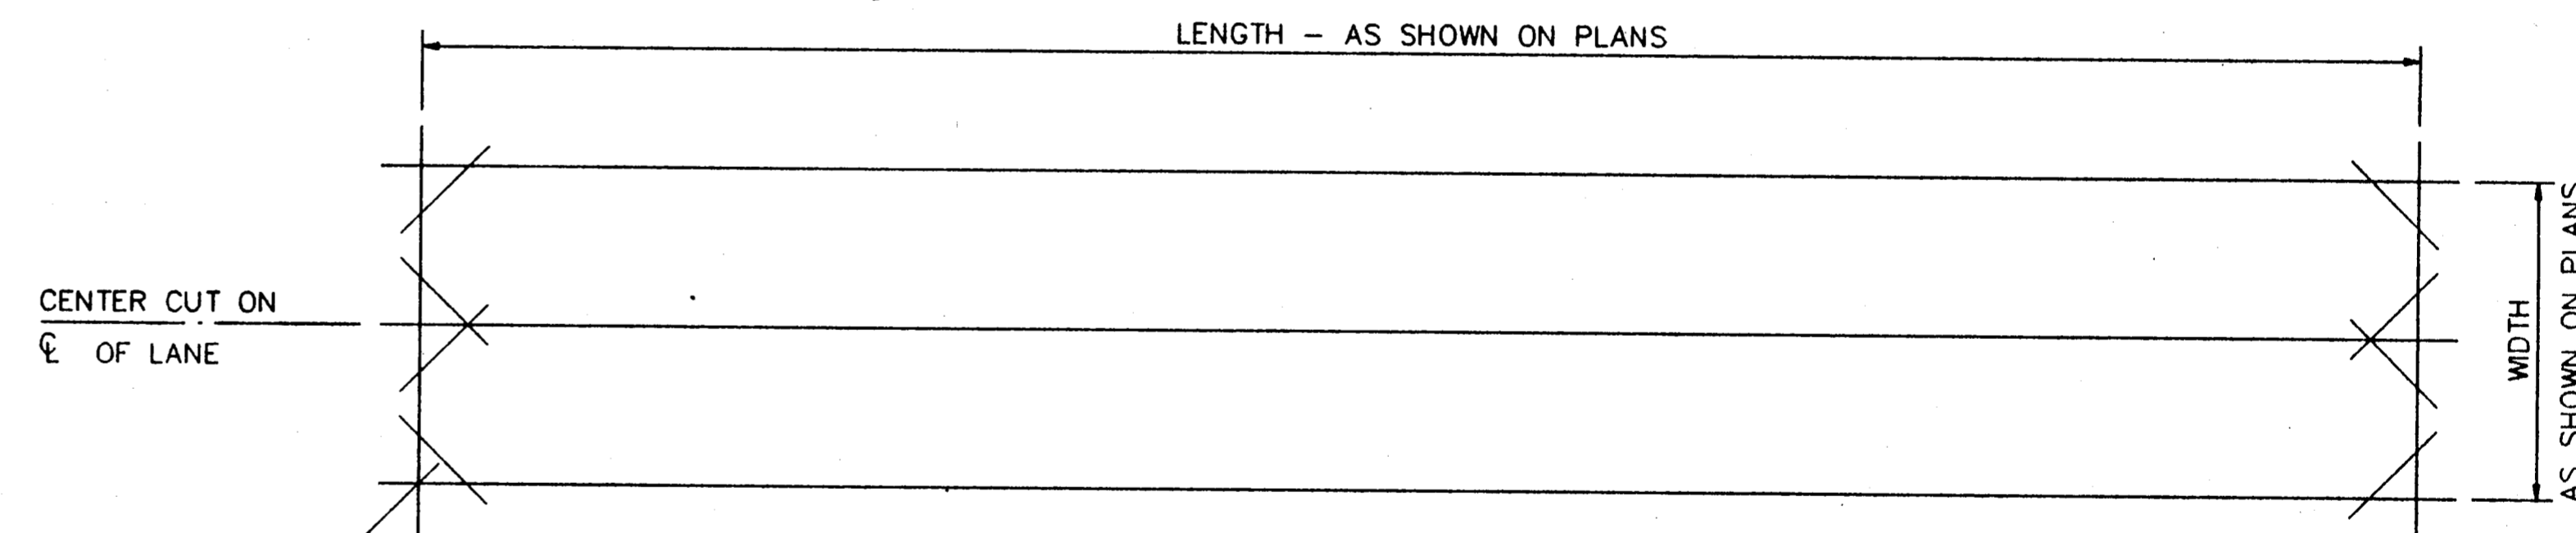 LENGTH – AS SHOWN ON PLANS
CENTER CUT ON
℄ OF LANE
WIDTH
AS SHOWN ON PLANS